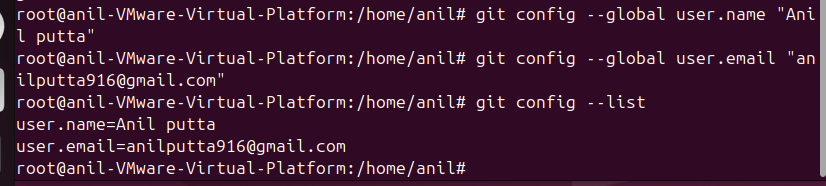 root@anil-VMware-Virtual-Platform:/home/anil# git config --global user.name "Ani
l putta"
root@anil-VMware-Virtual-Platform:/home/anil# git config --global user.email "an
ilputta916@gmail.com"
root@anil-VMware-Virtual-Platform:/home/anil# git config --list
user.name=Anil putta
user.email=anilputta916@gmail.com
root@anil-VMware-Virtual-Platform:/home/anil#